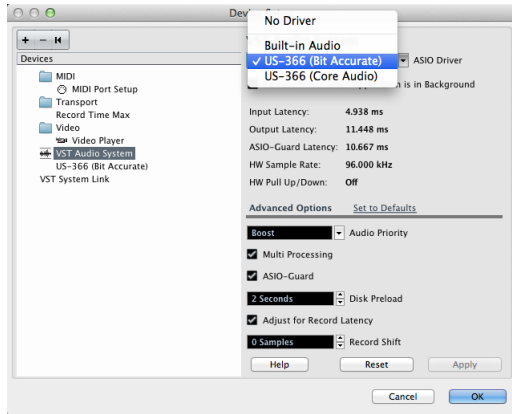 De
No Driver
Built-in Audio
✓ US-366 (Bit Accurate)
US-366 (Core Audio)
ASIO Driver
n is in Background
+ − 
Devices
MIDI
MIDI Port Setup
Transport
Record Time Max
Video
Video Player
VST Audio System
US-366 (Bit Accurate)
VST System Link
Input Latency: 4.938 ms
Output Latency: 11.448 ms
ASIO-Guard Latency: 10.667 ms
HW Sample Rate: 96.000 kHz
HW Pull Up/Down: Off
Advanced Options Set to Defaults
Boost Audio Priority
Multi Processing
ASIO-Guard
2 Seconds Disk Preload
Adjust for Record Latency
0 Samples Record Shift
Help Reset Apply
Cancel OK